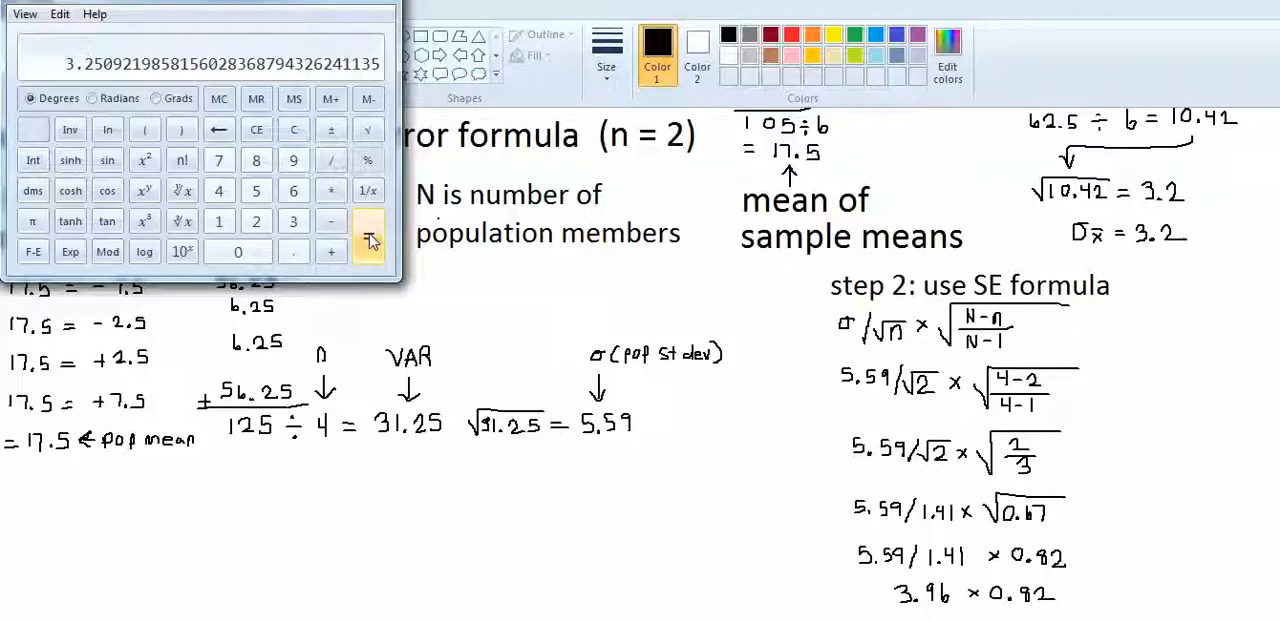 View Edit Help
3.2509219858156028368794326241135
Degrees Radians Grads MC MR MS M+ M-
Inv ln ( ) ← CE C ± √
Int sinh sin x² n! 7 8 9 / %
dms cosh cos xʸ ʸ√x 4 5 6 * 1/x
π tanh tan x³ ³√x 1 2 3 - =
F-E Exp Mod log 10ˣ 0 . +
Outline
Fill
Shapes
Size
Color 1
Color 2
Edit colors
Colors
ror formula (n = 2)
N is number of
population members
105÷6
= 17.5
mean of
sample means
62.5 ÷ 6 = 10.42
√10.42 = 3.2
σx̄ = 3.2
17.5 = -7.5
17.5 = -2.5
17.5 = +2.5
17.5 = +7.5
= 17.5 ← pop mean
56.25
6.25
6.25
+ 56.25
n VAR σ(pop st dev)
125 ÷ 4 = 31.25 √31.25 = 5.59
step 2: use SE formula
σ/√n × √(N-n/N-1)
5.59/√2 × √(4-2/4-1)
5.59/√2 × √(2/3)
5.59/1.41 × √0.67
5.59/1.41 × 0.82
3.96 × 0.82